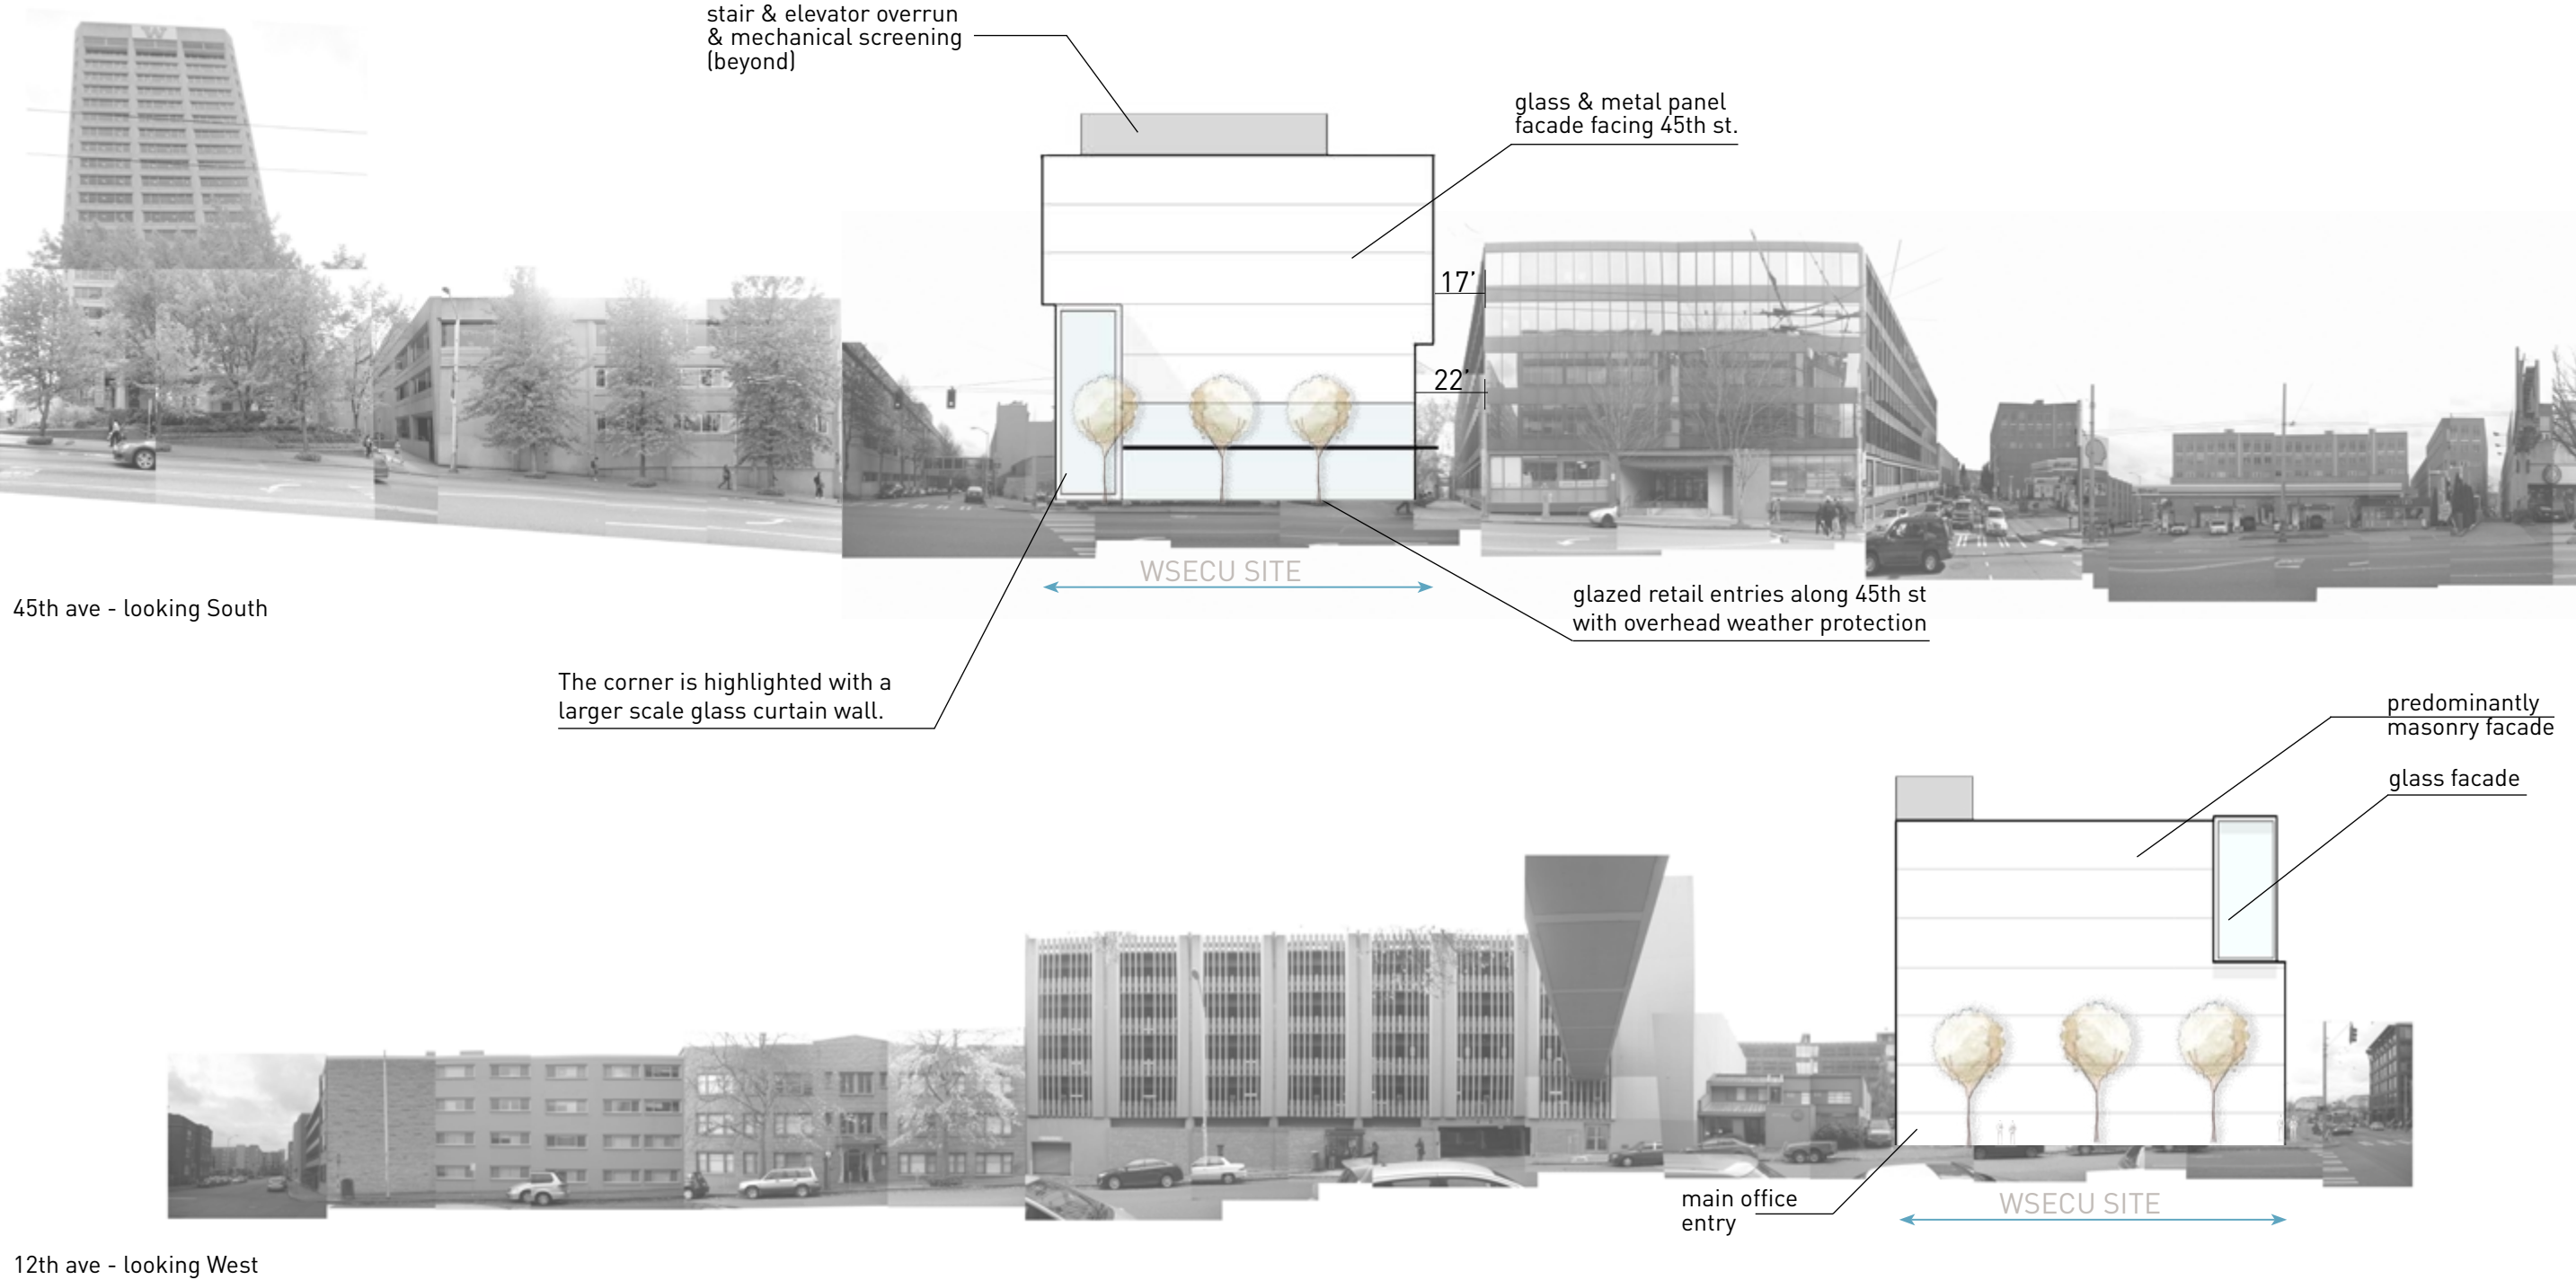 stair & elevator overrun
& mechanical screening
(beyond)
W
glass & metal panel
facade facing 45th st.
17’
22’
WSECU SITE
45th ave - looking South
glazed retail entries along 45th st
with overhead weather protection
The corner is highlighted with a
larger scale glass curtain wall.
predominantly
masonry facade
glass facade
main office
entry
WSECU SITE
12th ave - looking West